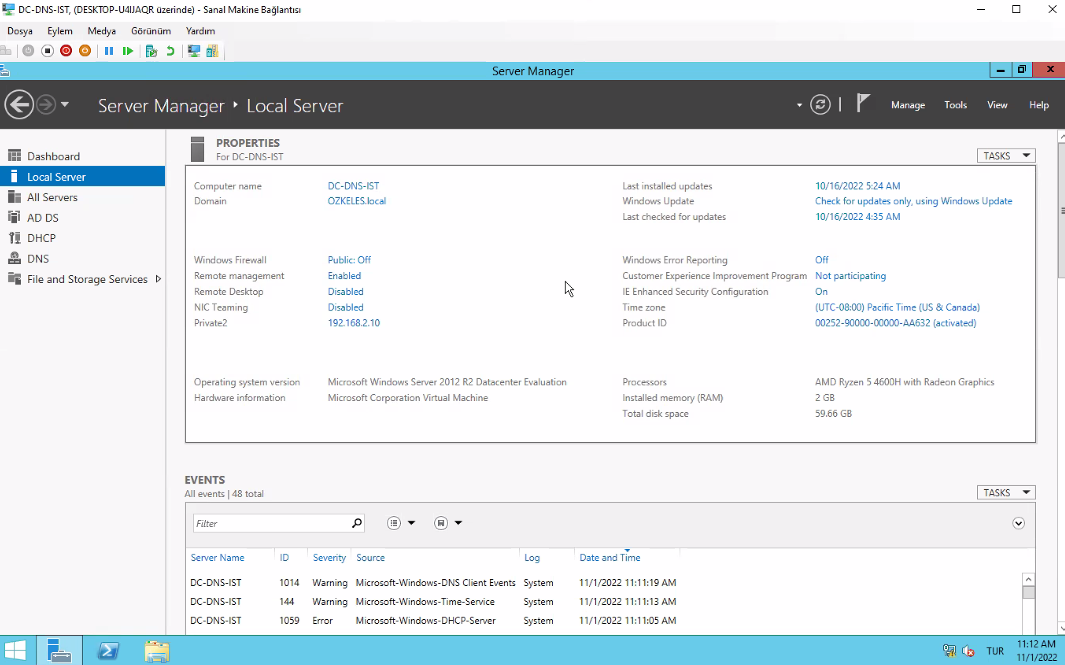 DC-DNS-IST, (DESKTOP-U4IJAQR üzerinde) - Sanal Makine Bağlantısı
Dosya Eylem Medya Görünüm Yardım
Server Manager
Server Manager ‣ Local Server
Manage Tools View Help
Dashboard
Local Server
All Servers
AD DS
DHCP
DNS
File and Storage Services
PROPERTIES
For DC-DNS-IST
TASKS
Computer name DC-DNS-IST
Domain OZKELES.local
Last installed updates 10/16/2022 5:24 AM
Windows Update Check for updates only, using Windows Update
Last checked for updates 10/16/2022 4:35 AM
Windows Firewall Public: Off
Remote management Enabled
Remote Desktop Disabled
NIC Teaming Disabled
Private2 192.168.2.10
Windows Error Reporting Off
Customer Experience Improvement Program Not participating
IE Enhanced Security Configuration On
Time zone (UTC-08:00) Pacific Time (US & Canada)
Product ID 00252-90000-00000-AA632 (activated)
Operating system version Microsoft Windows Server 2012 R2 Datacenter Evaluation
Hardware information Microsoft Corporation Virtual Machine
Processors AMD Ryzen 5 4600H with Radeon Graphics
Installed memory (RAM) 2 GB
Total disk space 59.66 GB
EVENTS
All events | 48 total
TASKS
Filter
Server Name ID Severity Source Log Date and Time
DC-DNS-IST 1014 Warning Microsoft-Windows-DNS Client Events System 11/1/2022 11:11:19 AM
DC-DNS-IST 144 Warning Microsoft-Windows-Time-Service System 11/1/2022 11:11:13 AM
DC-DNS-IST 1059 Error Microsoft-Windows-DHCP-Server System 11/1/2022 11:11:05 AM
TUR
11:12 AM
11/1/2022